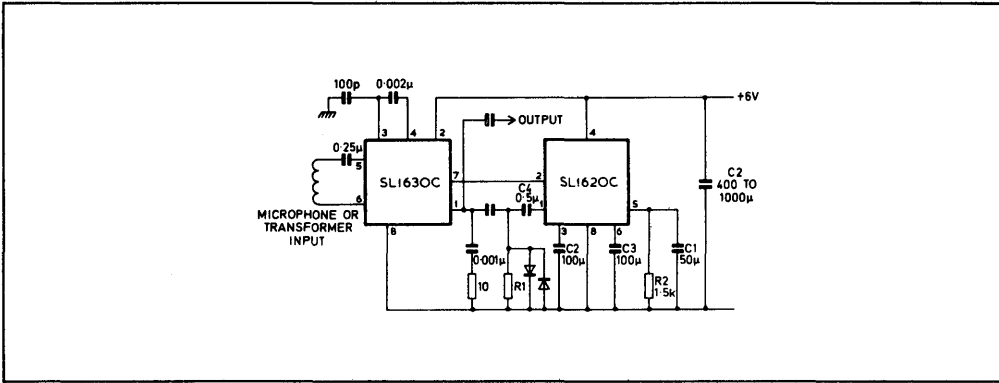 100p
0·002µ
+6V
OUTPUT
3
4
2
4
0·25µ
5
SL1630C
7
2
SL1620C
C2
400 TO
1000µ
6
C4
0·5µ
1
1
5
MICROPHONE OR
TRANSFORMER
INPUT
8
3
8
6
0·001µ
C2
100µ
C3
100µ
C1
50µ
10
R1
R2
1·5k